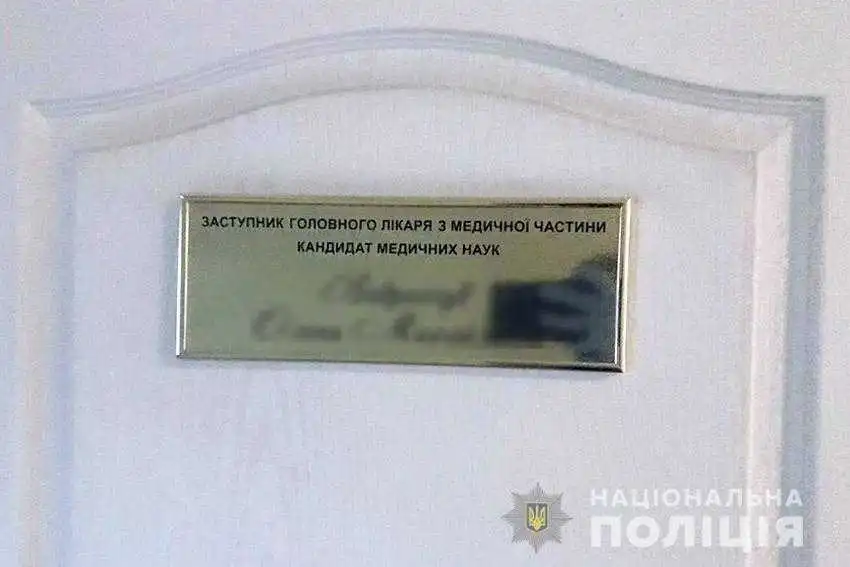 ЗАСТУПНИК ГОЛОВНОГО ЛІКАРЯ З МЕДИЧНОЇ ЧАСТИНИ
КАНДИДАТ МЕДИЧНИХ НАУК
НАЦІОНАЛЬНА
ПОЛІЦІЯ